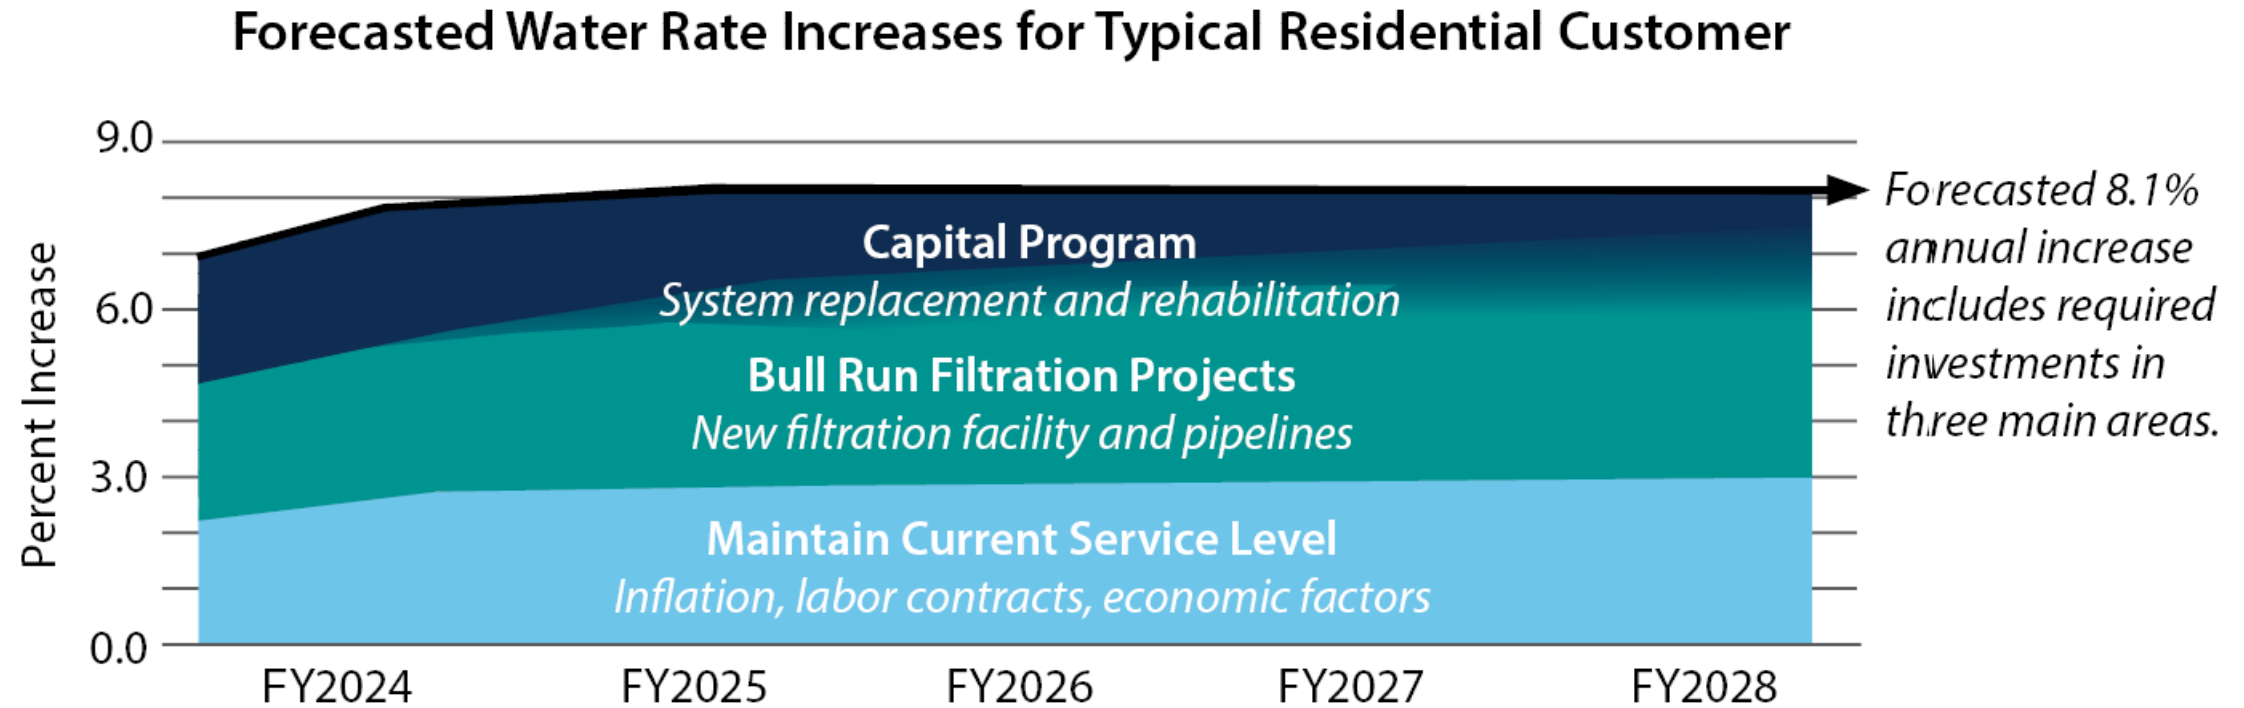 Forecasted Water Rate Increases for Typical Residential Customer
9.0
6.0
3.0
0.0
Percent Increase
Capital Program
System replacement and rehabilitation
Bull Run Filtration Projects
New filtration facility and pipelines
Maintain Current Service Level
Inflation, labor contracts, economic factors
Forecasted 8.1%
annual increase
includes required
investments in
three main areas.
FY2024 FY2025 FY2026 FY2027 FY2028